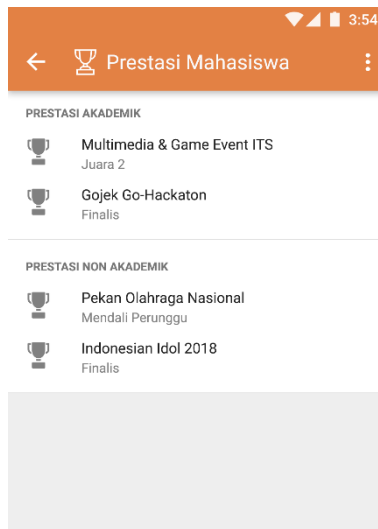 3:54
Prestasi Mahasiswa
PRESTASI AKADEMIK
Multimedia & Game Event ITS
Juara 2
Gojek Go-Hackaton
Finalis
PRESTASI NON AKADEMIK
Pekan Olahraga Nasional
Mendali Perunggu
Indonesian Idol 2018
Finalis